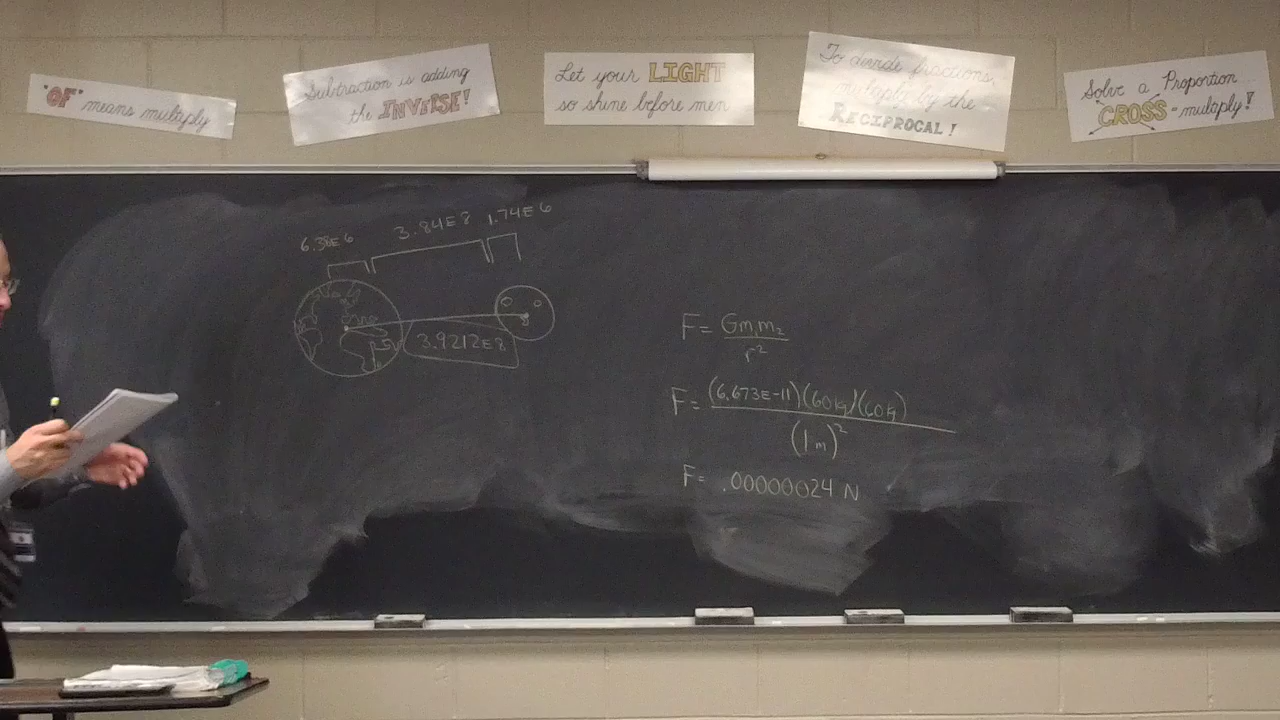 "OF" means multiply
Subtraction is adding
the INVERSE!
Let your LIGHT
so shine before men
To divide fractions,
multiply by the
RECIPROCAL!
Solve a Proportion...
CROSS-multiply!
6.38E6
3.84E8
1.74E6
3.9212E8
F = Gm₁m₂
r²
F = (6.673E-11)(60kg)(60kg)
(1m)²
F = .00000024 N